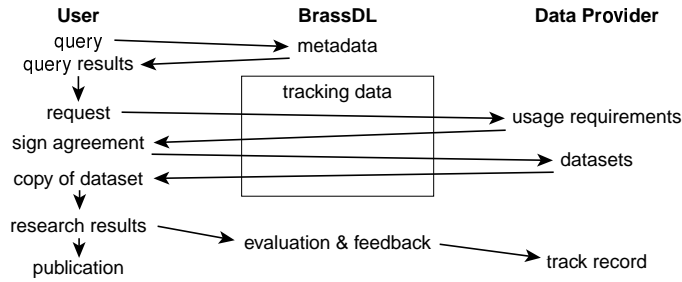 User BrassDL Data Provider
query
metadata
query results
tracking data
request
usage requirements
sign agreement
datasets
copy of dataset
research results
evaluation & feedback
track record
publication